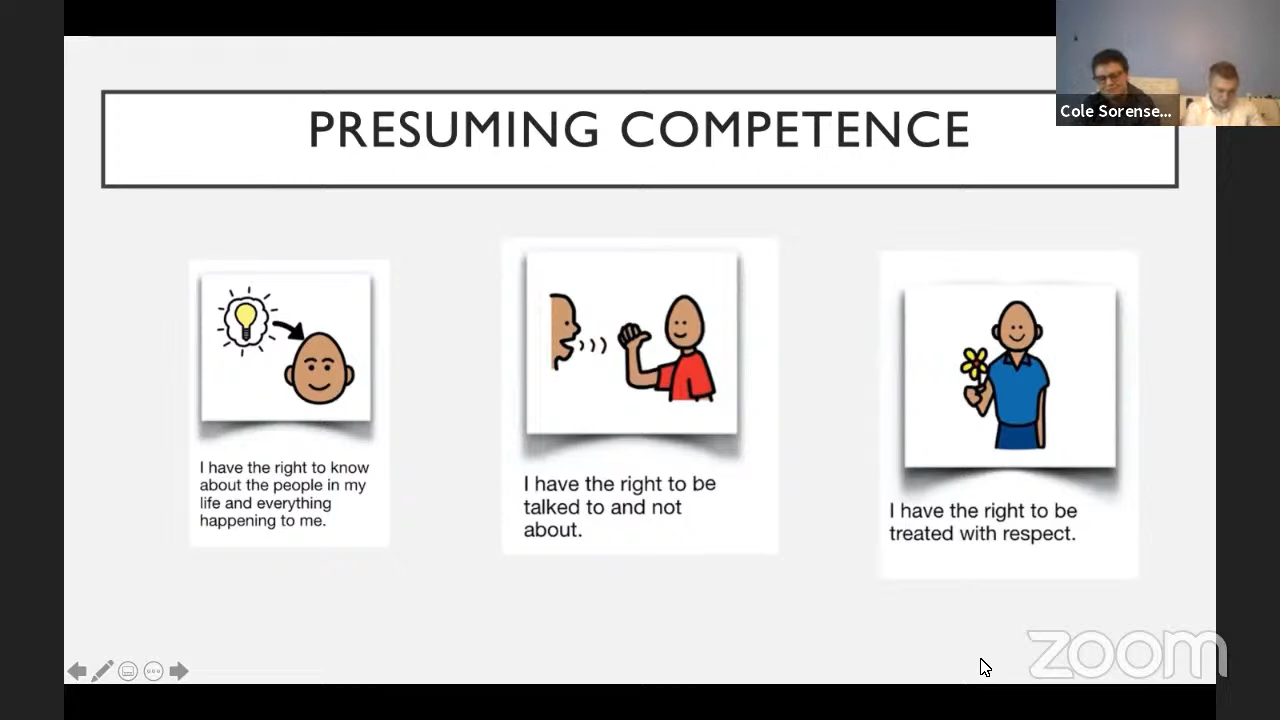 PRESUMING COMPETENCE
Cole Sorense...
I have the right to know
about the people in my
life and everything
happening to me.
I have the right to be
talked to and not
about.
I have the right to be
treated with respect.
zoom